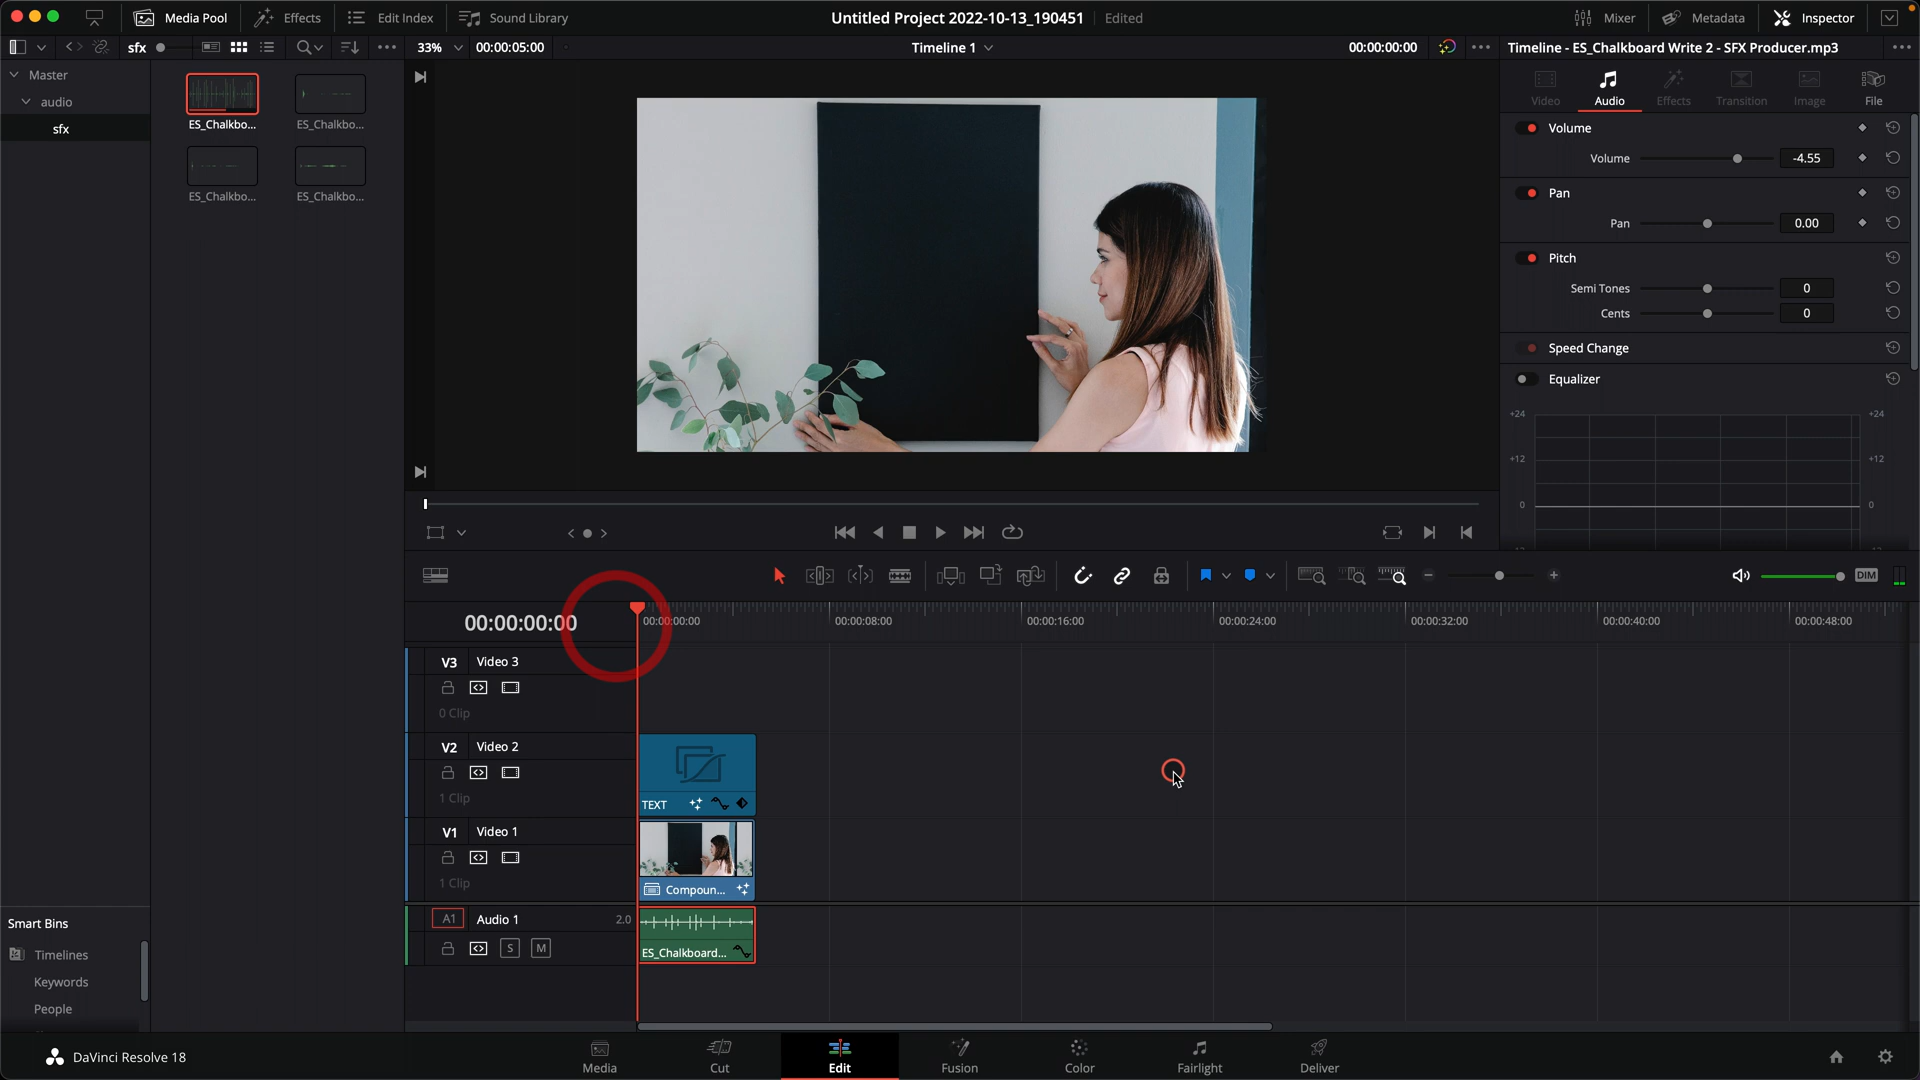 Media Pool Effects Edit Index Sound Library Untitled Project 2022-10-13_190451 Edited Mixer Metadata Inspector
sfx 33% 00:00:05:00 Timeline 1 00:00:00:00 Timeline - ES_Chalkboard Write 2 - SFX Producer.mp3
Master
audio
sfx
ES_Chalkbo... ES_Chalkbo...
ES_Chalkbo... ES_Chalkbo...
Video Audio Effects Transition Image File
Volume
Volume -4.55
Pan
Pan 0.00
Pitch
Semi Tones 0
Cents 0
Speed Change
Equalizer
+24 +24
+12 +12
0 0
DIM
00:00:00:00 00:00:00:00 00:00:08:00 00:00:16:00 00:00:24:00 00:00:32:00 00:00:40:00 00:00:48:00
V3 Video 3
0 Clip
V2 Video 2
1 Clip
TEXT
V1 Video 1
1 Clip
Compoun...
A1 Audio 1 2.0
S M
ES_Chalkboard...
Smart Bins
Timelines
Keywords
People
DaVinci Resolve 18
Media Cut Edit Fusion Color Fairlight Deliver